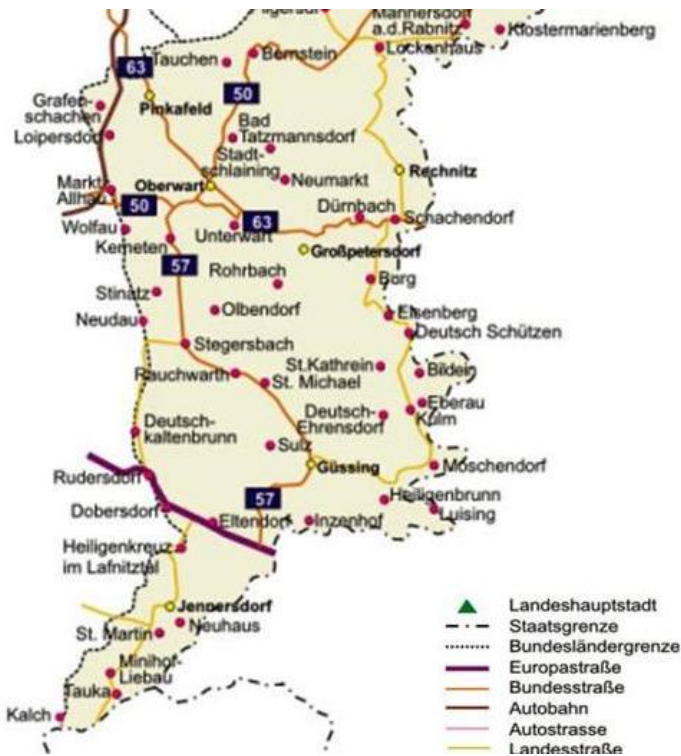 Mannersdorf
a.d.Rabnitz
Klostermarienberg
Lockenhaus
Bernstein
Tauchen
63
50
Pinkafeld
Grafen-
schachen
Loipersdorf
Bad
Tatzmannsdorf
Stadt-
schlaining
Neumarkt
Rechnitz
Oberwart
Markt
Allhau
50
63
Dürnbach
Schachendorf
Wolfau
Unterwart
Kemeten
Großpetersdorf
57
Rohrbach
Burg
Stinatz
Olbendorf
Eisenberg
Neudau
Deutsch Schützen
Stegersbach
St.Kathrein
Bildein
Rauchwarth
St. Michael
Eberau
Kulm
Deutsch-
Ehrensdorf
Deutsch-
kaltenbrunn
Sulz
Güssing
Moschendorf
Rudersdorf
57
Heiligenbrunn
Luising
Dobersdorf
Eltendorf
Inzenhof
Heiligenkreuz
im Lafnitztal
Jennersdorf
Neuhaus
St. Martin
Minihof-
Liebau
Tauka
Kalch
Landeshauptstadt
Staatsgrenze
Bundesländergrenze
Europastraße
Bundesstraße
Autobahn
Autostrasse
Landesstraße